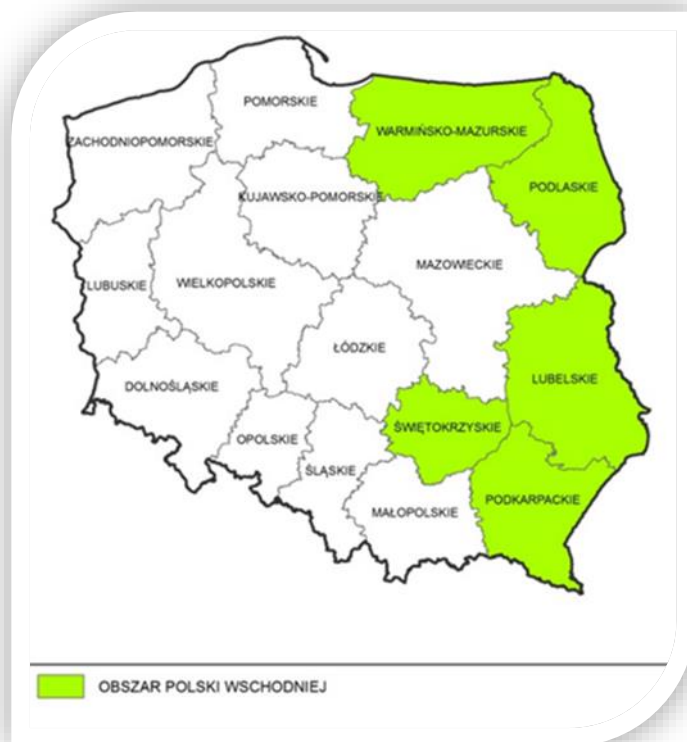 POMORSKIE
ZACHODNIOPOMORSKIE
WARMIŃSKO-MAZURSKIE
PODLASKIE
KUJAWSKO-POMORSKIE
MAZOWIECKIE
LUBUSKIE
WIELKOPOLSKIE
ŁÓDZKIE
LUBELSKIE
DOLNOŚLĄSKIE
ŚWIĘTOKRZYSKIE
OPOLSKIE
ŚLĄSKIE
PODKARPACKIE
MAŁOPOLSKIE
OBSZAR POLSKI WSCHODNIEJ